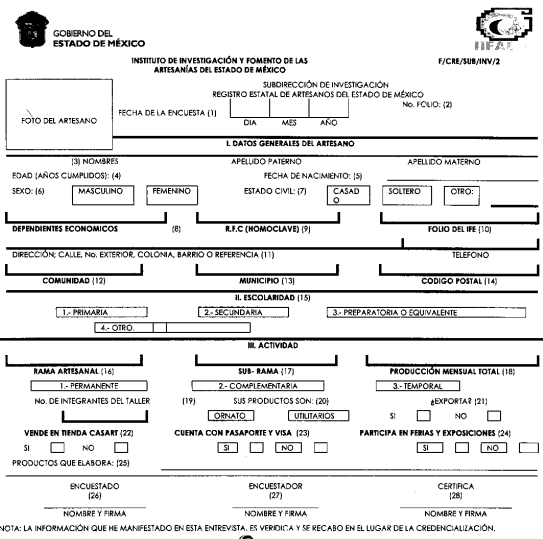 GOBIERNO DEL
ESTADO DE MÉXICO
IIFAE
INSTITUTO DE INVESTIGACIÓN Y FOMENTO DE LAS
ARTESANÍAS DEL ESTADO DE MÉXICO
F/CRE/SUB/INV/2
SUBDIRECCIÓN DE INVESTIGACIÓN
REGISTRO ESTATAL DE ARTESANOS DEL ESTADO DE MÉXICO
No. FOLIO: (2)
FOTO DEL ARTESANO
FECHA DE LA ENCUESTA (1)
DIA MES AÑO
I. DATOS GENERALES DEL ARTESANO
(3) NOMBRES APELLIDO PATERNO APELLIDO MATERNO
EDAD (AÑOS CUMPLIDOS): (4) FECHA DE NACIMIENTO: (5)
SEXO: (6) MASCULINO FEMENINO ESTADO CIVIL: (7) CASAD
O SOLTERO OTRO:
DEPENDIENTES ECONOMICOS (8) R.F.C (HOMOCLAVE) (9) FOLIO DEL IFE (10)
DIRECCIÓN; CALLE, No. EXTERIOR, COLONIA, BARRIO O REFERENCIA (11) TELEFONO
COMUNIDAD (12) MUNICIPIO (13) CODIGO POSTAL (14)
II. ESCOLARIDAD (15)
1.- PRIMARIA 2.- SECUNDARIA 3.- PREPARATORIA O EQUIVALENTE
4.- OTRO.
III. ACTIVIDAD
RAMA ARTESANAL (16) SUB- RAMA (17) PRODUCCIÓN MENSUAL TOTAL (18)
1.- PERMANENTE 2.- COMPLEMENTARIA 3.- TEMPORAL
No. DE INTEGRANTES DEL TALLER (19) SUS PRODUCTOS SON: (20) ¿EXPORTA? (21)
ORNATO UTILITARIOS SI NO
VENDE EN TIENDA CASART (22) CUENTA CON PASAPORTE Y VISA (23) PARTICIPA EN FERIAS Y EXPOSICIONES (24)
SI NO SI NO SI NO
PRODUCTOS QUE ELABORA: (25)
ENCUESTADO ENCUESTADOR CERTIFICA
(26) (27) (28)
NOMBRE Y FIRMA NOMBRE Y FIRMA NOMBRE Y FIRMA
NOTA: LA INFORMACIÓN QUE HE MANIFESTADO EN ESTA ENTREVISTA, ES VERIDICA Y SE RECABO EN EL LUGAR DE LA CREDENCIALIZACIÓN.